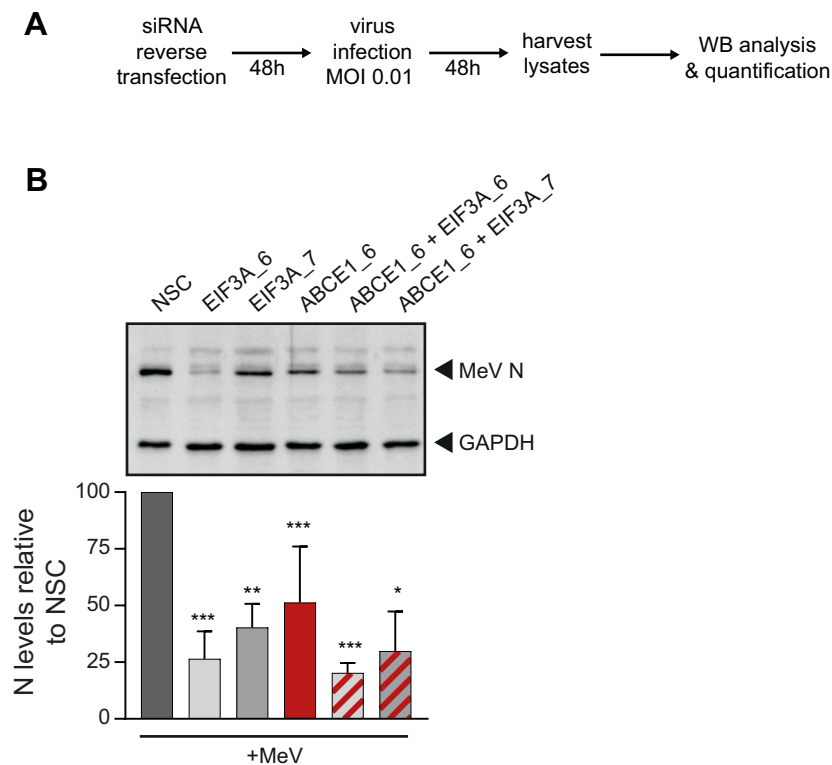 A
siRNA
reverse
transfection
48h
virus
infection
MOI 0.01
48h
harvest
lysates
WB analysis
& quantification
B
NSC
EIF3A_6
EIF3A_7
ABCE1_6
ABCE1_6 + EIF3A_6
ABCE1_6 + EIF3A_7
MeV N
GAPDH
N levels relative
to NSC
100
75
50
25
0
***
**
***
***
*
+MeV